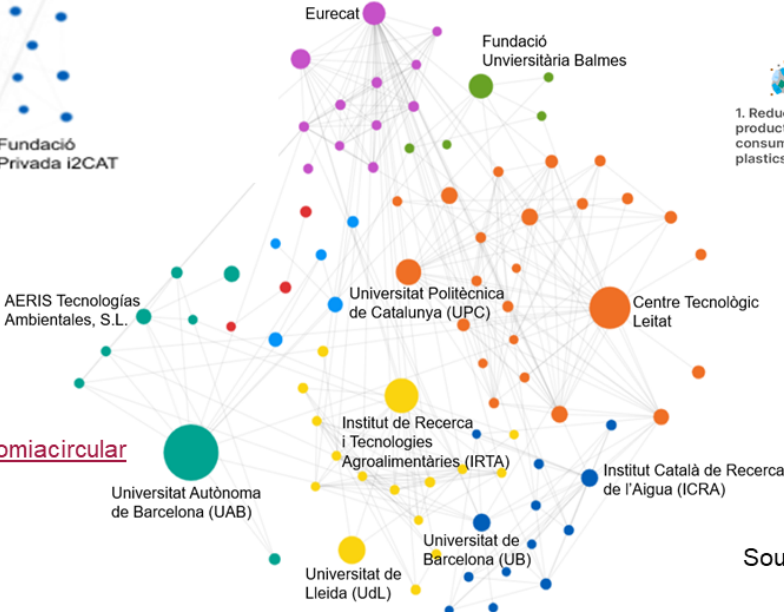 Eurecat
Fundació
Unviersitària Balmes
Fundació
Privada i2CAT
1. Redu
product
consum
plastics
AERIS Tecnologías
Ambientales, S.L.
Universitat Politècnica
de Catalunya (UPC)
Centre Tecnològic
Leitat
Institut de Recerca
i Tecnologies
Agroalimentàries (IRTA)
omiacircular
Institut Català de Recerca
de l'Aigua (ICRA)
Universitat Autònoma
de Barcelona (UAB)
Universitat de
Barcelona (UB)
Sou
Universitat de
Lleida (UdL)